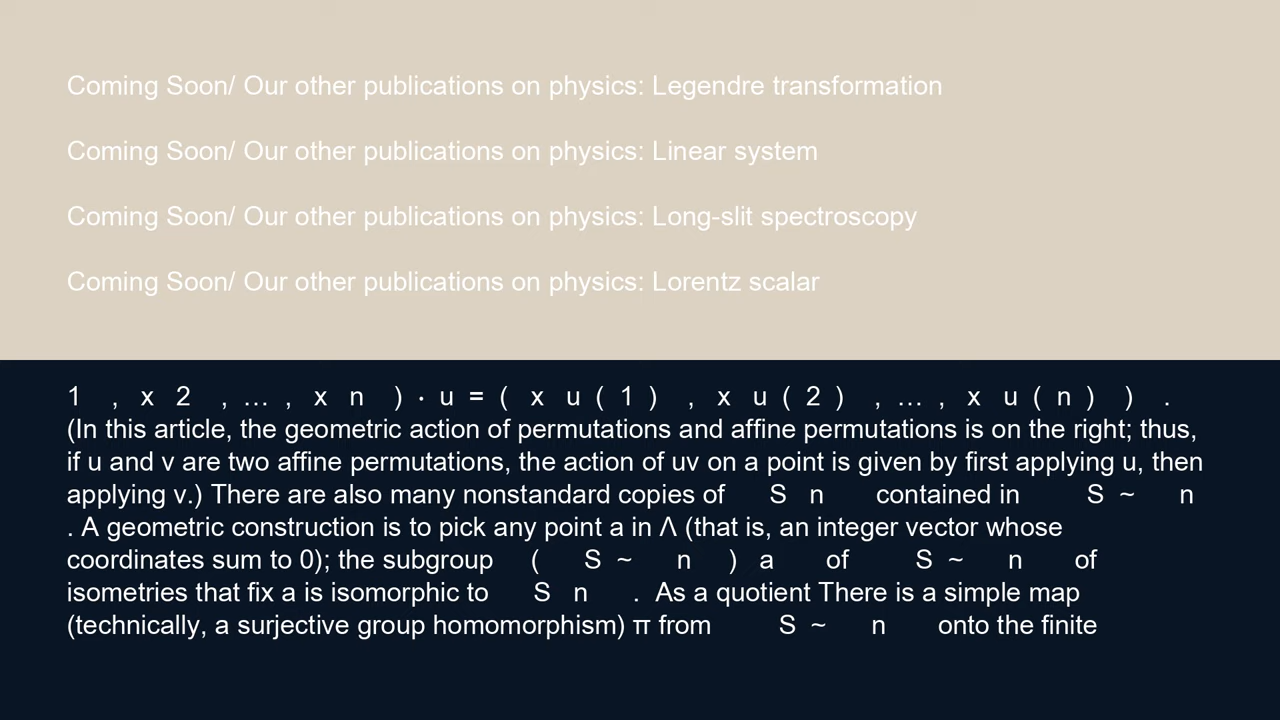 Coming Soon/ Our other publications on physics: Legendre transformation
Coming Soon/ Our other publications on physics: Linear system
Coming Soon/ Our other publications on physics: Long-slit spectroscopy
Coming Soon/ Our other publications on physics: Lorentz scalar
1 , x 2 , … , x n ) ⋅ u = ( x u ( 1 ) , x u ( 2 ) , … , x u ( n ) ) .
(In this article, the geometric action of permutations and affine permutations is on the right; thus,
if u and v are two affine permutations, the action of uv on a point is given by first applying u, then
applying v.) There are also many nonstandard copies of S n contained in S ~ n
. A geometric construction is to pick any point a in Λ (that is, an integer vector whose
coordinates sum to 0); the subgroup ( S ~ n ) a of S ~ n of
isometries that fix a is isomorphic to S n . As a quotient There is a simple map
(technically, a surjective group homomorphism) π from S ~ n onto the finite